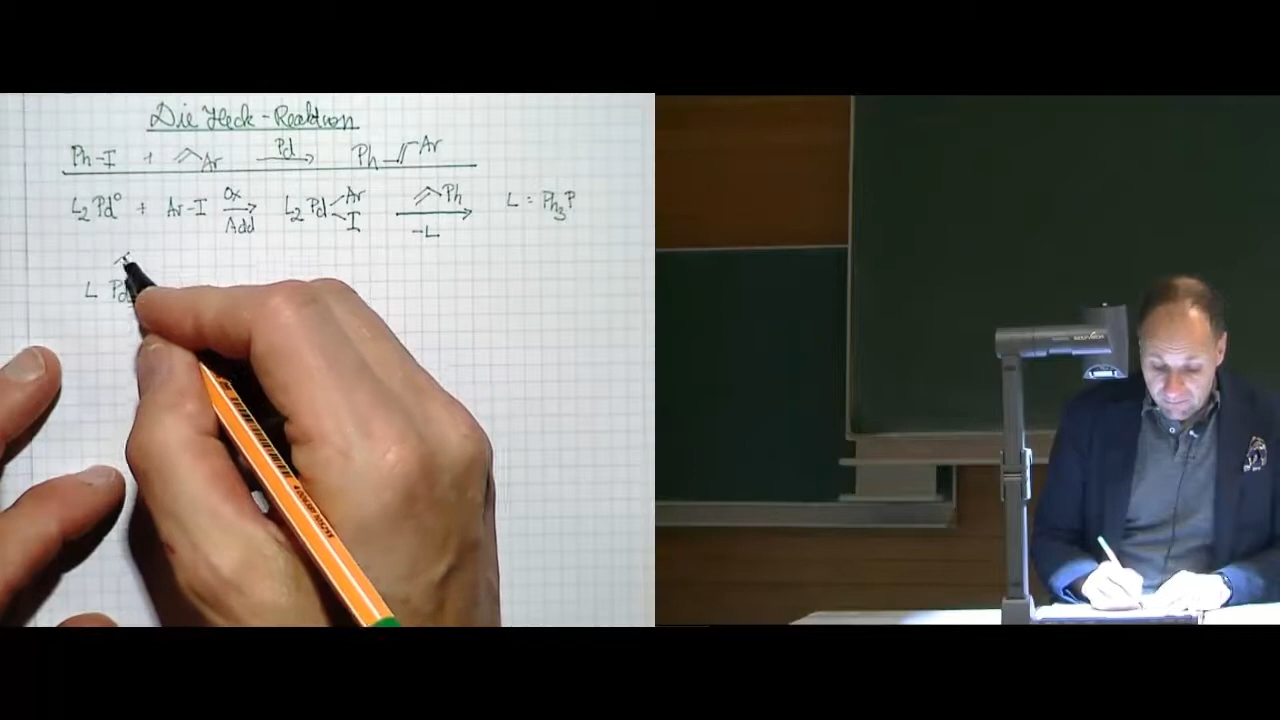 Die Heck-Reaktion
Ph-I + Ar Pd Ph Ar
L₂Pd⁰ + Ar-I Ox Add L₂Pd Ar I Ph -L L = Ph₃P
L Pd